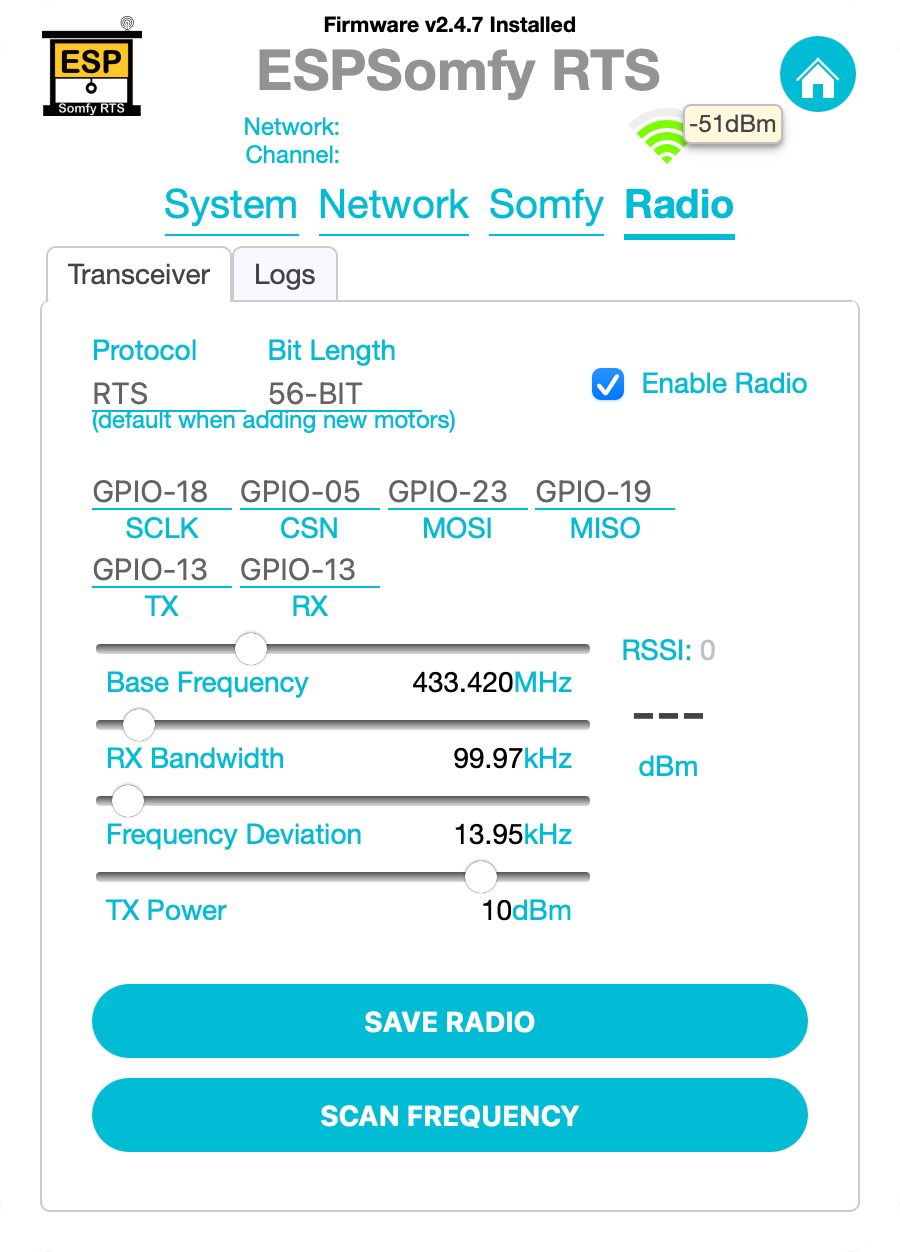 Firmware v2.4.7 Installed
ESP
Somfy RTS
ESPSomfy RTS
Network:
Channel:
-51dBm
System Network Somfy Radio
Transceiver Logs
Protocol Bit Length
RTS 56-BIT
Enable Radio
(default when adding new motors)
GPIO-18 GPIO-05 GPIO-23 GPIO-19
SCLK CSN MOSI MISO
GPIO-13 GPIO-13
TX RX
RSSI: 0
Base Frequency 433.420MHz
---
RX Bandwidth 99.97kHz
dBm
Frequency Deviation 13.95kHz
TX Power 10dBm
SAVE RADIO
SCAN FREQUENCY